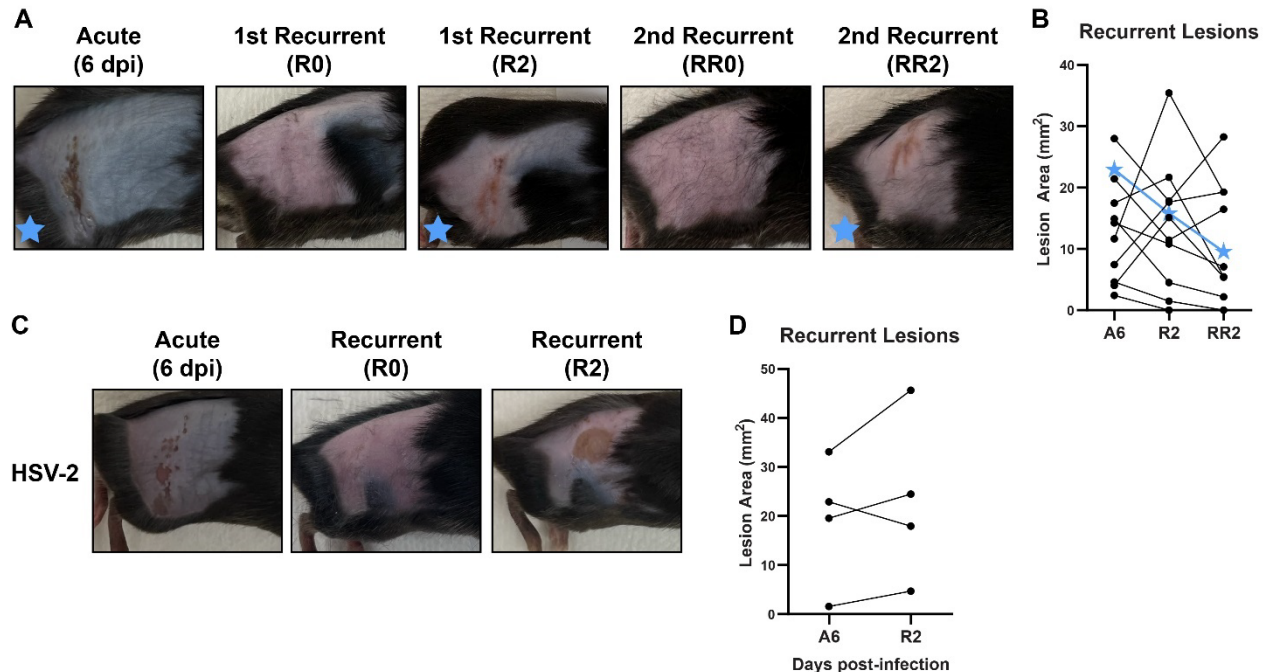 A
Acute
(6 dpi)
1st Recurrent
(R0)
1st Recurrent
(R2)
2nd Recurrent
(RR0)
2nd Recurrent
(RR2)
B
Recurrent Lesions
Lesion Area (mm²)
40
30
20
10
0
A6 R2 RR2
C
HSV-2
Acute
(6 dpi)
Recurrent
(R0)
Recurrent
(R2)
D
Recurrent Lesions
Lesion Area (mm²)
50
40
30
20
10
0
A6 R2
Days post-infection